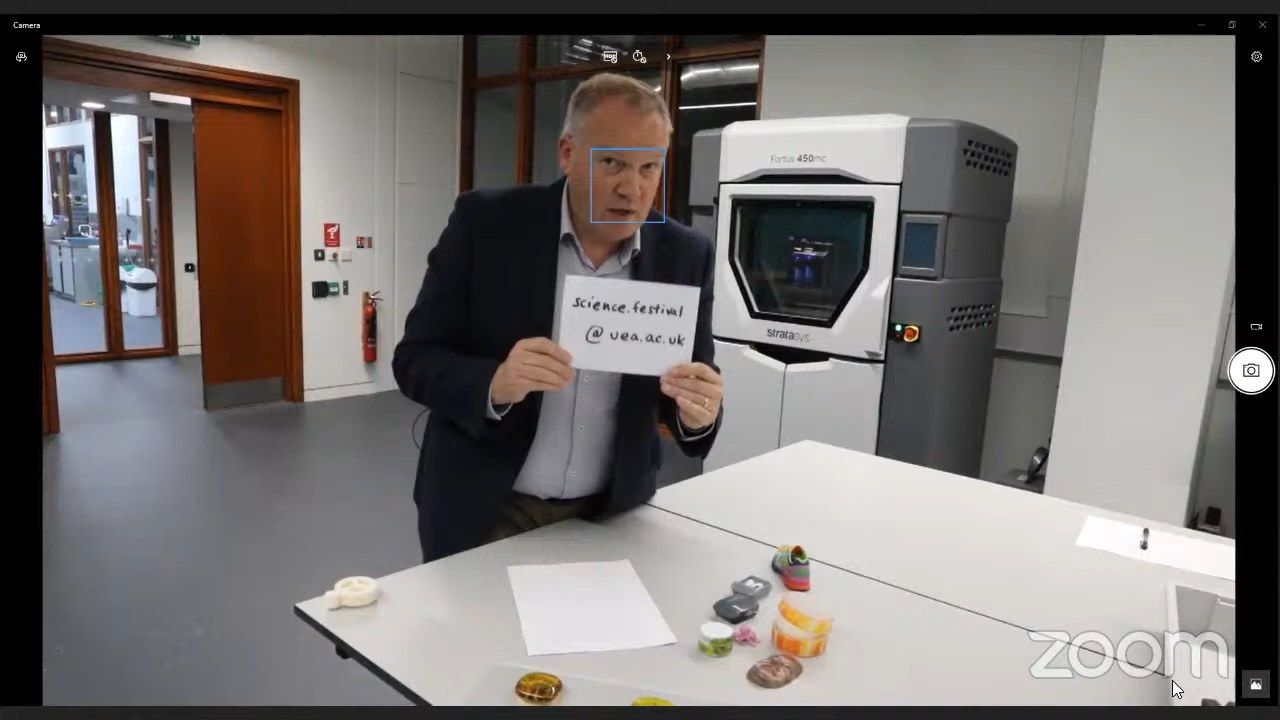 Camera
Fortus 450mc
science.festival
@uea.ac.uk
stratasys
zoom